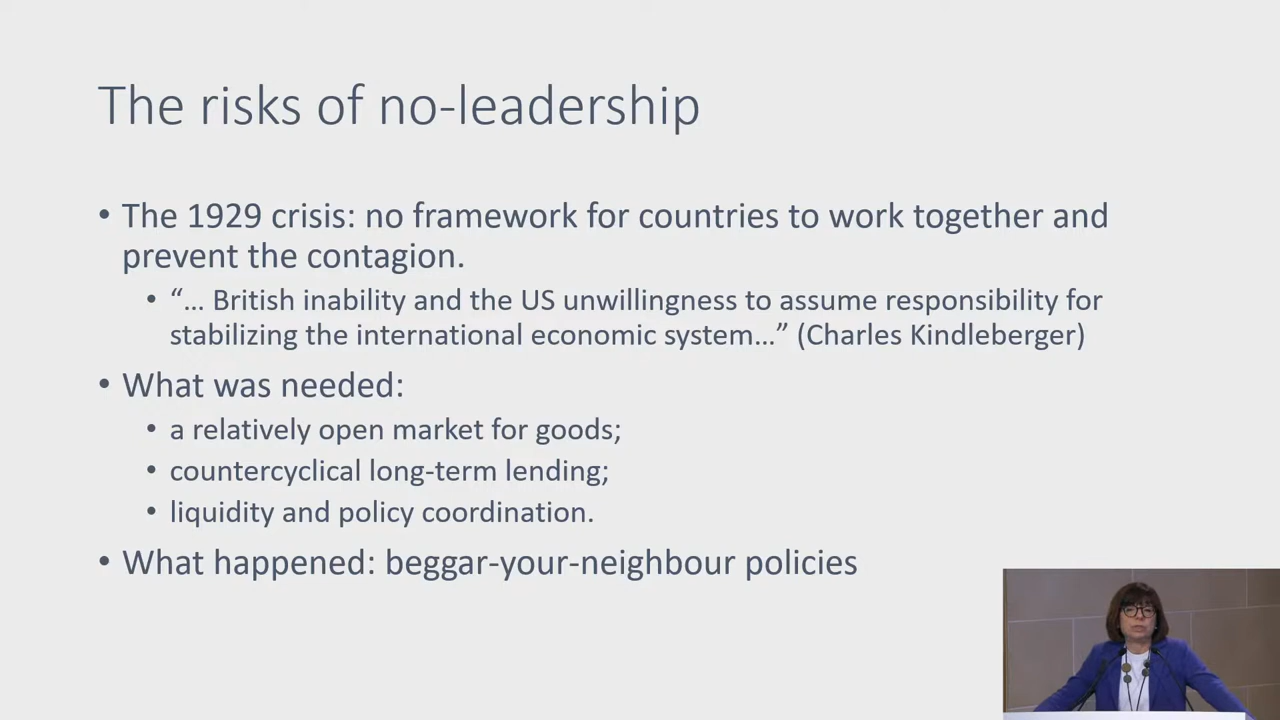 The risks of no-leadership
• The 1929 crisis: no framework for countries to work together and
prevent the contagion.
• “… British inability and the US unwillingness to assume responsibility for
stabilizing the international economic system…” (Charles Kindleberger)
• What was needed:
• a relatively open market for goods;
• countercyclical long-term lending;
• liquidity and policy coordination.
• What happened: beggar-your-neighbour policies